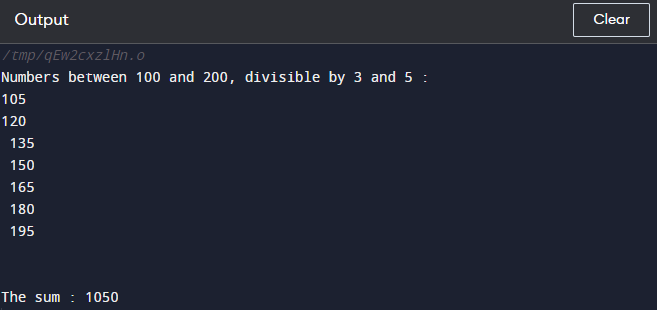 Output
Clear
/tmp/qEw2cxzlHn.o
Numbers between 100 and 200, divisible by 3 and 5 :
105
120
135
150
165
180
195
The sum : 1050